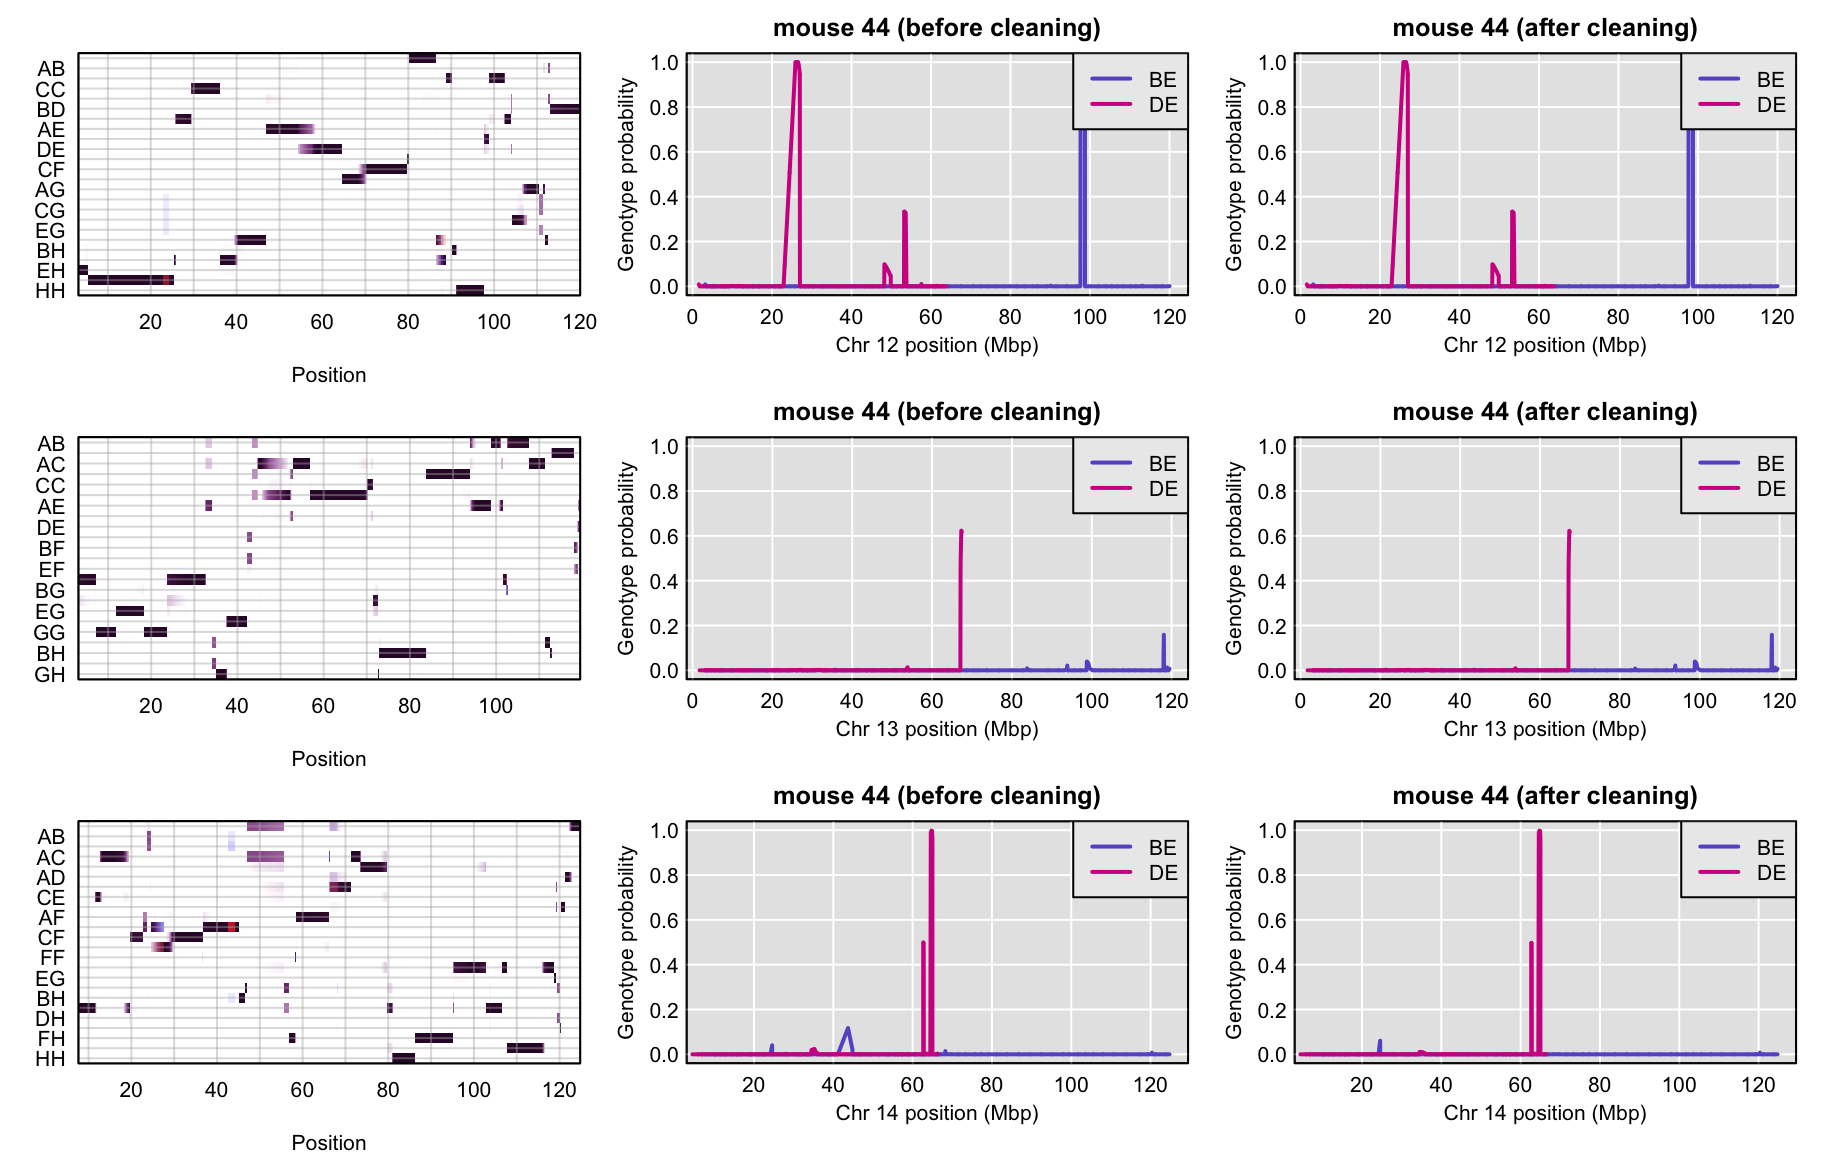 mouse 44 (before cleaning)
mouse 44 (after cleaning)
AB
CC
BD
AE
DE
CF
AG
CG
EG
BH
EH
HH
20 40 60 80 100 120
Position
Genotype probability
1.0
0.8
0.6
0.4
0.2
0.0
BE
DE
0 20 40 60 80 100 120
Chr 12 position (Mbp)
Genotype probability
1.0
0.8
0.6
0.4
0.2
0.0
BE
DE
0 20 40 60 80 100 120
Chr 12 position (Mbp)
mouse 44 (before cleaning)
mouse 44 (after cleaning)
AB
AC
CC
AE
DE
BF
EF
BG
EG
GG
BH
GH
20 40 60 80 100
Position
Genotype probability
1.0
0.8
0.6
0.4
0.2
0.0
BE
DE
0 20 40 60 80 100 120
Chr 13 position (Mbp)
Genotype probability
1.0
0.8
0.6
0.4
0.2
0.0
BE
DE
0 20 40 60 80 100 120
Chr 13 position (Mbp)
mouse 44 (before cleaning)
mouse 44 (after cleaning)
AB
AC
AD
CE
AF
CF
FF
EG
BH
DH
FH
HH
20 40 60 80 100 120
Position
Genotype probability
1.0
0.8
0.6
0.4
0.2
0.0
BE
DE
20 40 60 80 100 120
Chr 14 position (Mbp)
Genotype probability
1.0
0.8
0.6
0.4
0.2
0.0
BE
DE
20 40 60 80 100 120
Chr 14 position (Mbp)